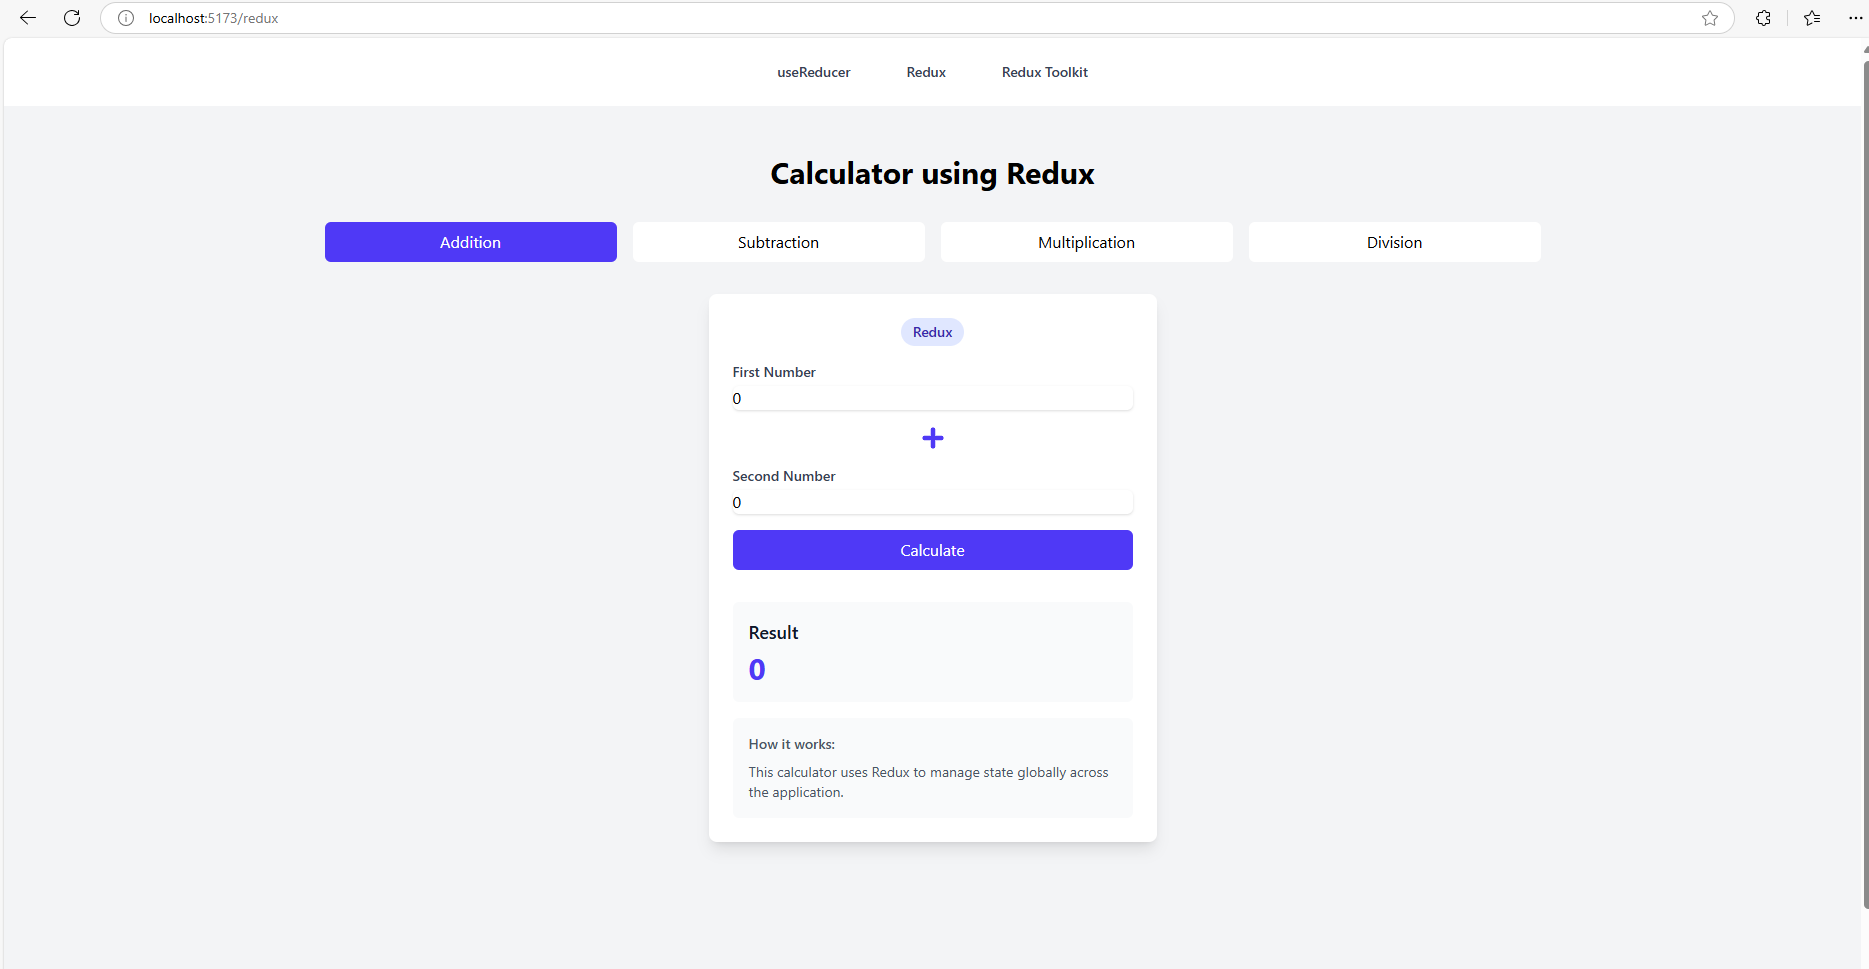 localhost:5173/redux
useReducer Redux Redux Toolkit
Calculator using Redux
Addition Subtraction Multiplication Division
Redux
First Number
0
+
Second Number
0
Calculate
Result
0
How it works:
This calculator uses Redux to manage state globally across
the application.